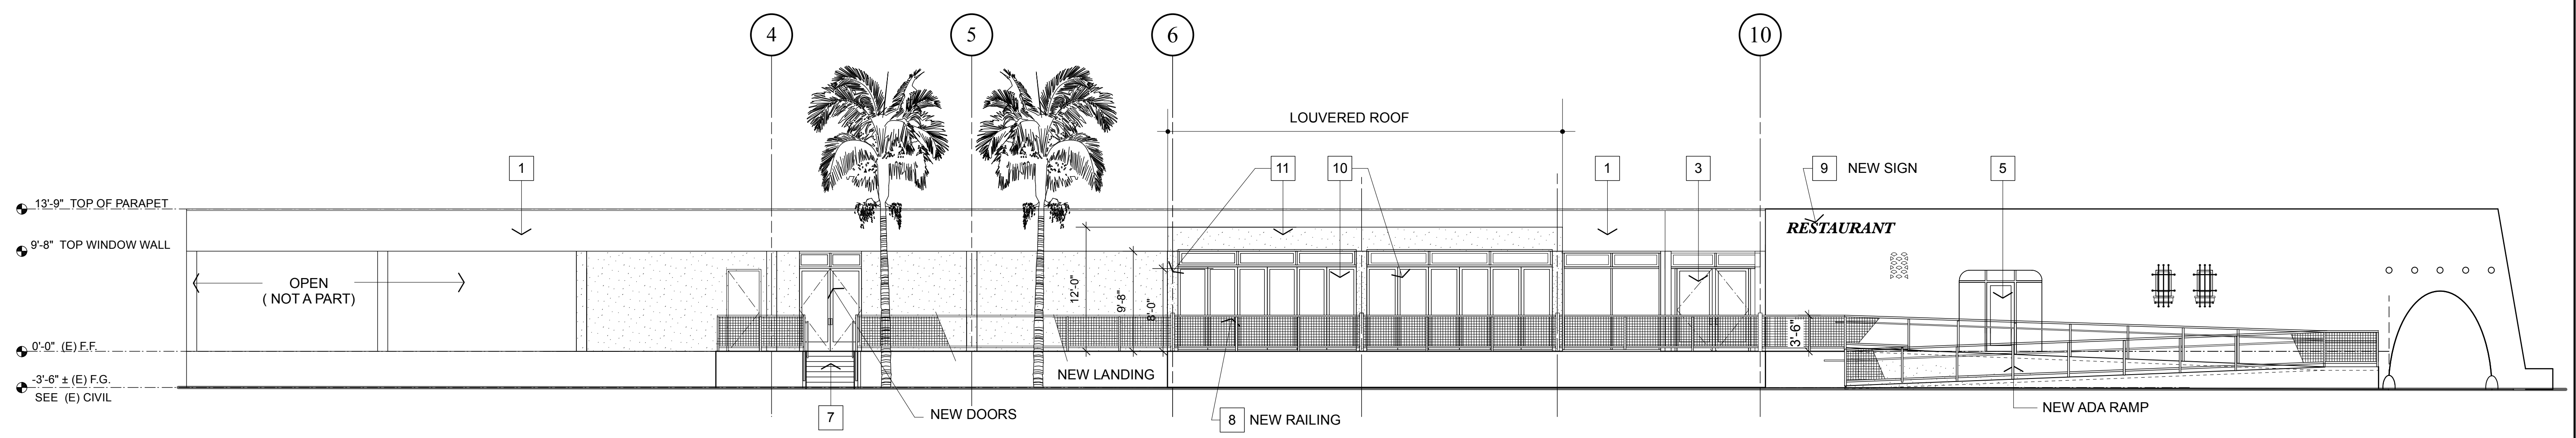 4
5
6
10
LOUVERED ROOF
1
11
10
1
3
9 NEW SIGN
5
13'-9" TOP OF PARAPET
RESTAURANT
9'-8" TOP WINDOW WALL
OPEN
( NOT A PART)
12'-0"
9'-8"
8'-0"
3'-6"
0'-0" (E) F.F.
NEW LANDING
-3'-6" ± (E) F.G.
SEE (E) CIVIL
7
NEW DOORS
8 NEW RAILING
NEW ADA RAMP